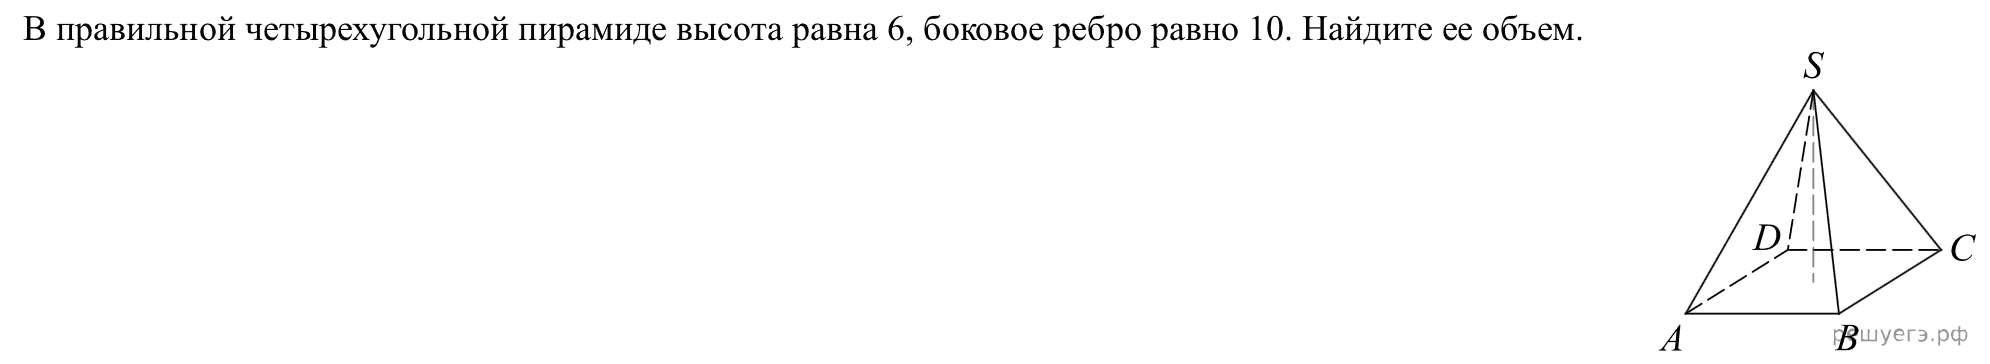 В правильной четырехугольной пирамиде высота равна 6, боковое ребро равно 10. Найдите ее объем.
S
D
C
A
B
решуегэ.рф